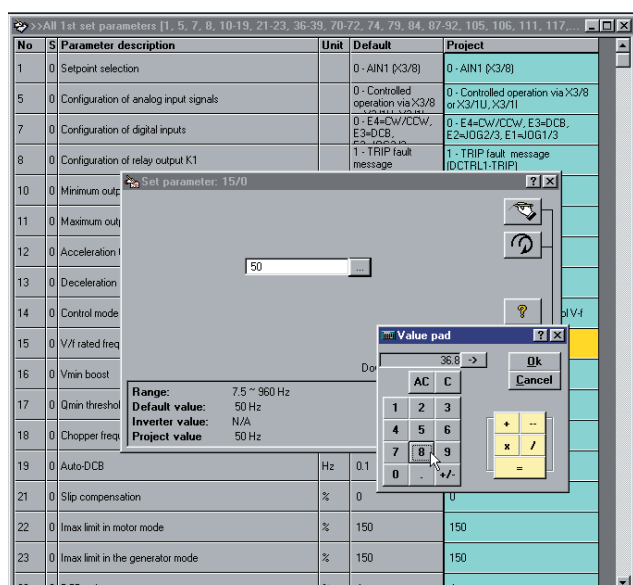 >>All 1st set parameters [1, 5, 7, 8, 10-19, 21-23, 36-39, 70-72, 74, 79, 84, 87-92, 105, 106, 111, 117,...
No S Parameter description Unit Default Project
1 0 Setpoint selection 0 - AIN1 (X3/8) 0 - AIN1 (X3/8)
5 0 Configuration of analog input signals 0 - Controlled operation via X3/8 0 - Controlled operation via X3/8 or X3/1U, X3/1I
7 0 Configuration of digital inputs 0 - E4=CW/CCW, E3=DCB, 0 - E4=CW/CCW, E3=DCB, E2=JOG2/3, E1=JOG1/3
8 0 Configuration of relay output K1 1 - TRIP fault message 1 - TRIP fault message (DCTRL1-TRIP)
10 0 Minimum outp
11 0 Maximum outp
12 0 Acceleration
13 0 Deceleration
14 0 Control mode ol V-f
15 0 V/f rated freq
16 0 Vmin boost
17 0 Qmin threshol
18 0 Chopper frequ
19 0 Auto-DCB Hz 0.1
21 0 Slip compensation % 0 0
22 0 Imax limit in motor mode % 150 150
23 0 Imax limit in the generator mode % 150 150
Set parameter: 15/0
50 ...
Do
Range: 7.5 ~ 960 Hz
Default value: 50 Hz
Inverter value: N/A
Project value 50 Hz
Value pad
36.8 -> Ok
AC C Cancel
1 2 3
4 5 6 + --
7 8 9 x /
0 . +/- =